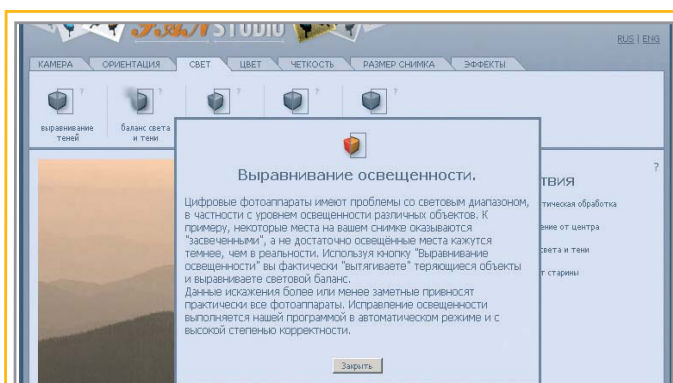 STUDIO
RUS | ENG
КАМЕРА ОРИЕНТАЦИЯ СВЕТ ЦВЕТ ЧЕТКОСТЬ РАЗМЕР СНИМКА ЭФФЕКТЫ
? ? ? ? ?
выравнивание
теней
баланс света
и тени
Выравнивание освещенности.
Цифровые фотоаппараты имеют проблемы со световым диапазоном,
в частности с уровнем освещенности различных объектов. К
примеру, некоторые места на вашем снимке оказываются
"засвеченными", а не достаточно освещённые места кажутся
темнее, чем в реальности. Используя кнопку "Выравнивание
освещенности" вы фактически "вытягиваете" теряющиеся объекты
и выравниваете световой баланс.
Данные искажения более или менее заметные привносят
практически все фотоаппараты. Исправление освещенности
выполняется нашей программой в автоматическом режиме и с
высокой степенью корректности.
Закрыть
?
ТВИЯ
тическая обработка
ение от центра
света и тени
т старины